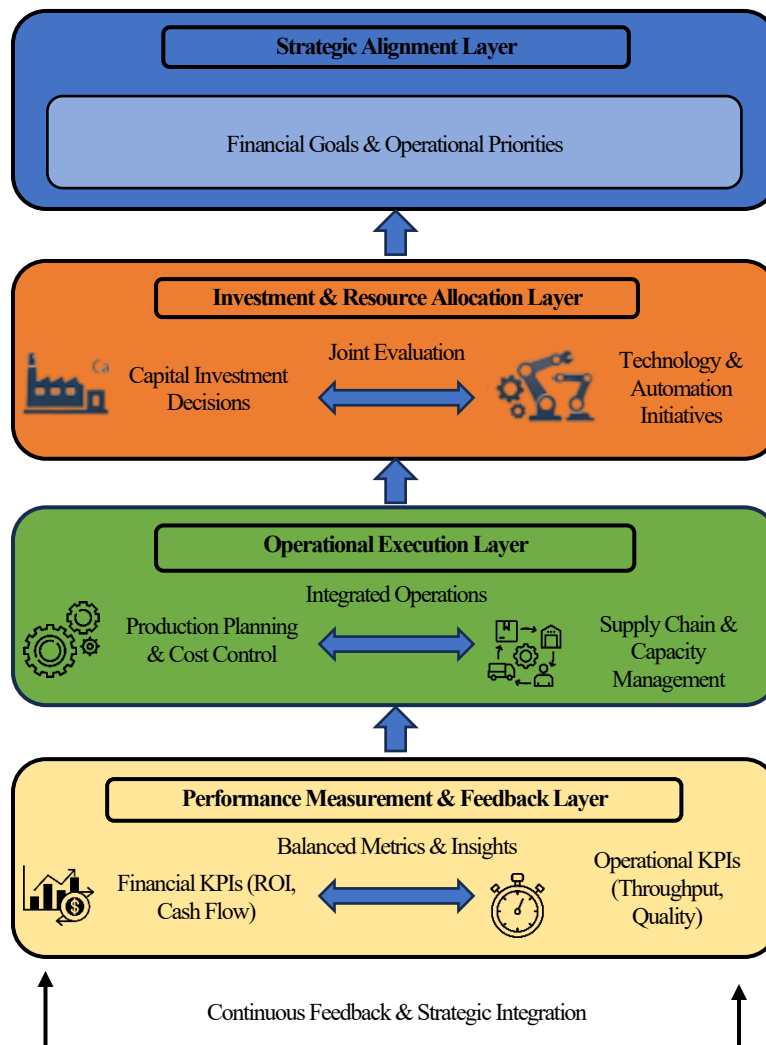 Strategic Alignment Layer
Financial Goals & Operational Priorities
Investment & Resource Allocation Layer
Joint Evaluation
Ca
Capital Investment
Decisions
Technology &
Automation
Initiatives
Operational Execution Layer
Integrated Operations
Production Planning
& Cost Control
Supply Chain &
Capacity
Management
Performance Measurement & Feedback Layer
Balanced Metrics & Insights
Financial KPIs (ROI,
Cash Flow)
$
Operational KPIs
(Throughput,
Quality)
Continuous Feedback & Strategic Integration